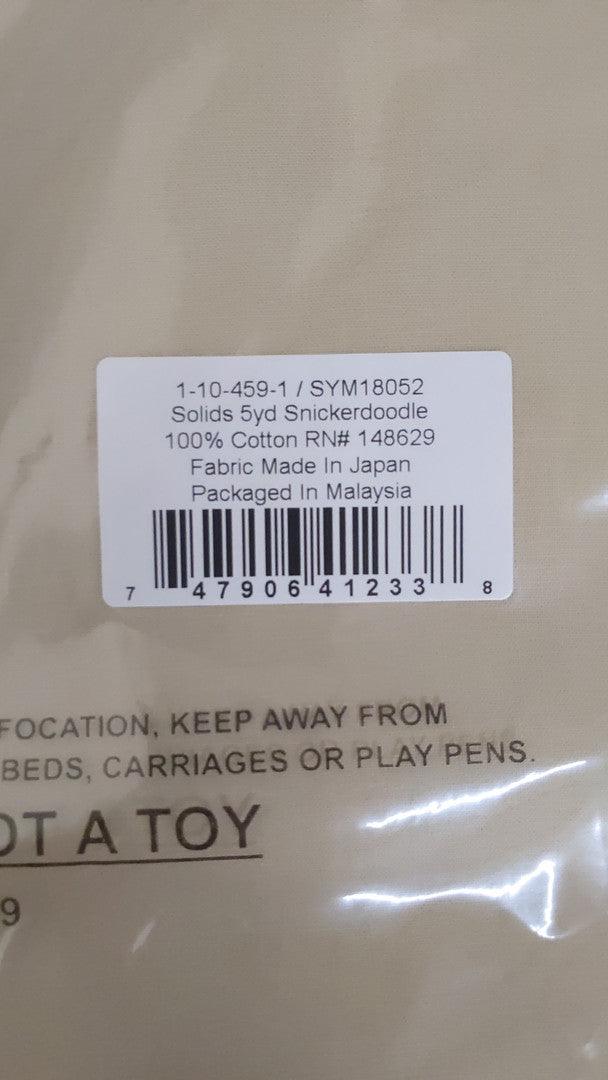 1-10-459-1 / SYM18052
Solids 5yd Snickerdoodle
100% Cotton RN# 148629
Fabric Made In Japan
Packaged In Malaysia
7 47906 41233 8
FOCATION, KEEP AWAY FROM
BEDS, CARRIAGES OR PLAY PENS.
OT A TOY
9